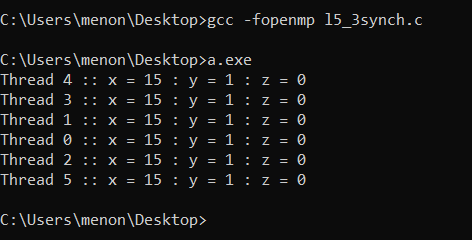 C:\Users\menon\Desktop>gcc -fopenmp l5_3synch.c
C:\Users\menon\Desktop>a.exe
Thread 4 :: x = 15 : y = 1 : z = 0
Thread 3 :: x = 15 : y = 1 : z = 0
Thread 1 :: x = 15 : y = 1 : z = 0
Thread 0 :: x = 15 : y = 1 : z = 0
Thread 2 :: x = 15 : y = 1 : z = 0
Thread 5 :: x = 15 : y = 1 : z = 0
C:\Users\menon\Desktop>